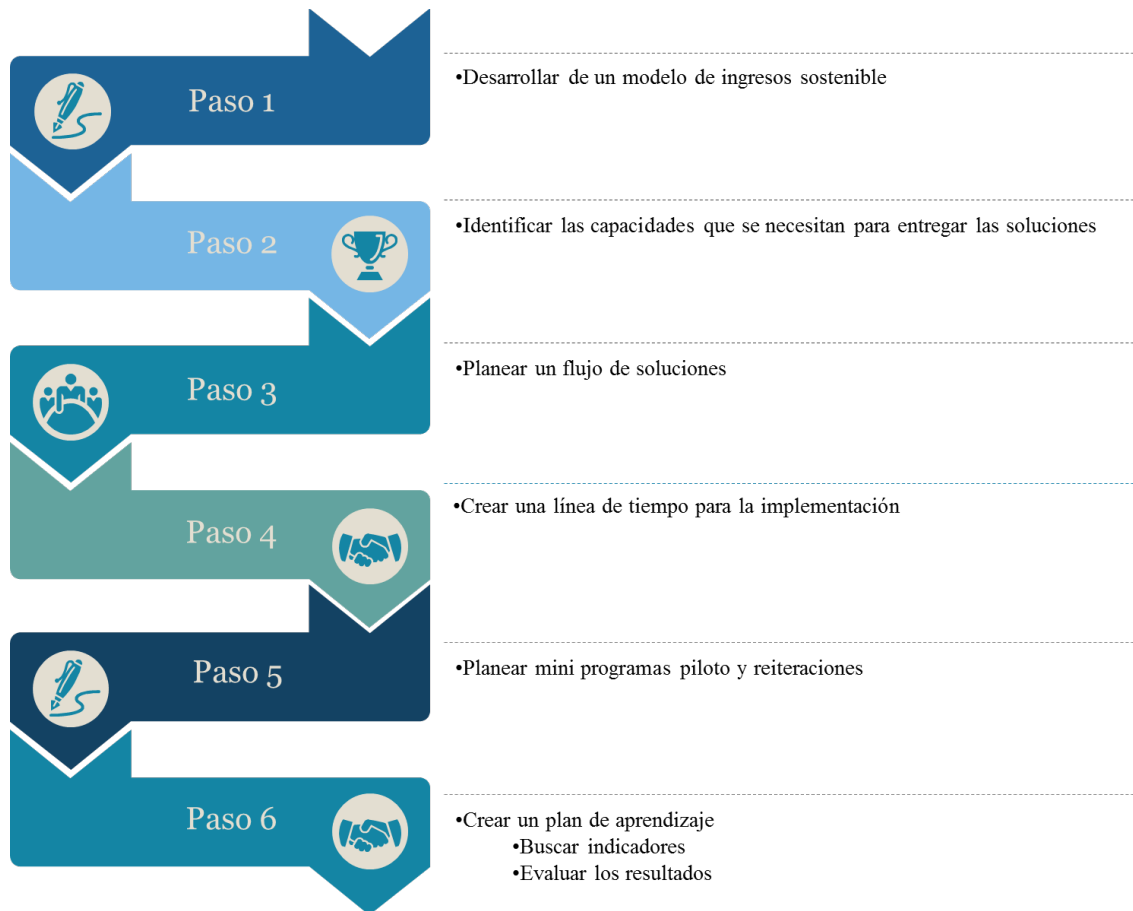 Paso 1
•Desarrollar de un modelo de ingresos sostenible
Paso 2
•Identificar las capacidades que se necesitan para entregar las soluciones
Paso 3
•Planear un flujo de soluciones
Paso 4
•Crear una línea de tiempo para la implementación
Paso 5
•Planear mini programas piloto y reiteraciones
Paso 6
•Crear un plan de aprendizaje
•Buscar indicadores
•Evaluar los resultados